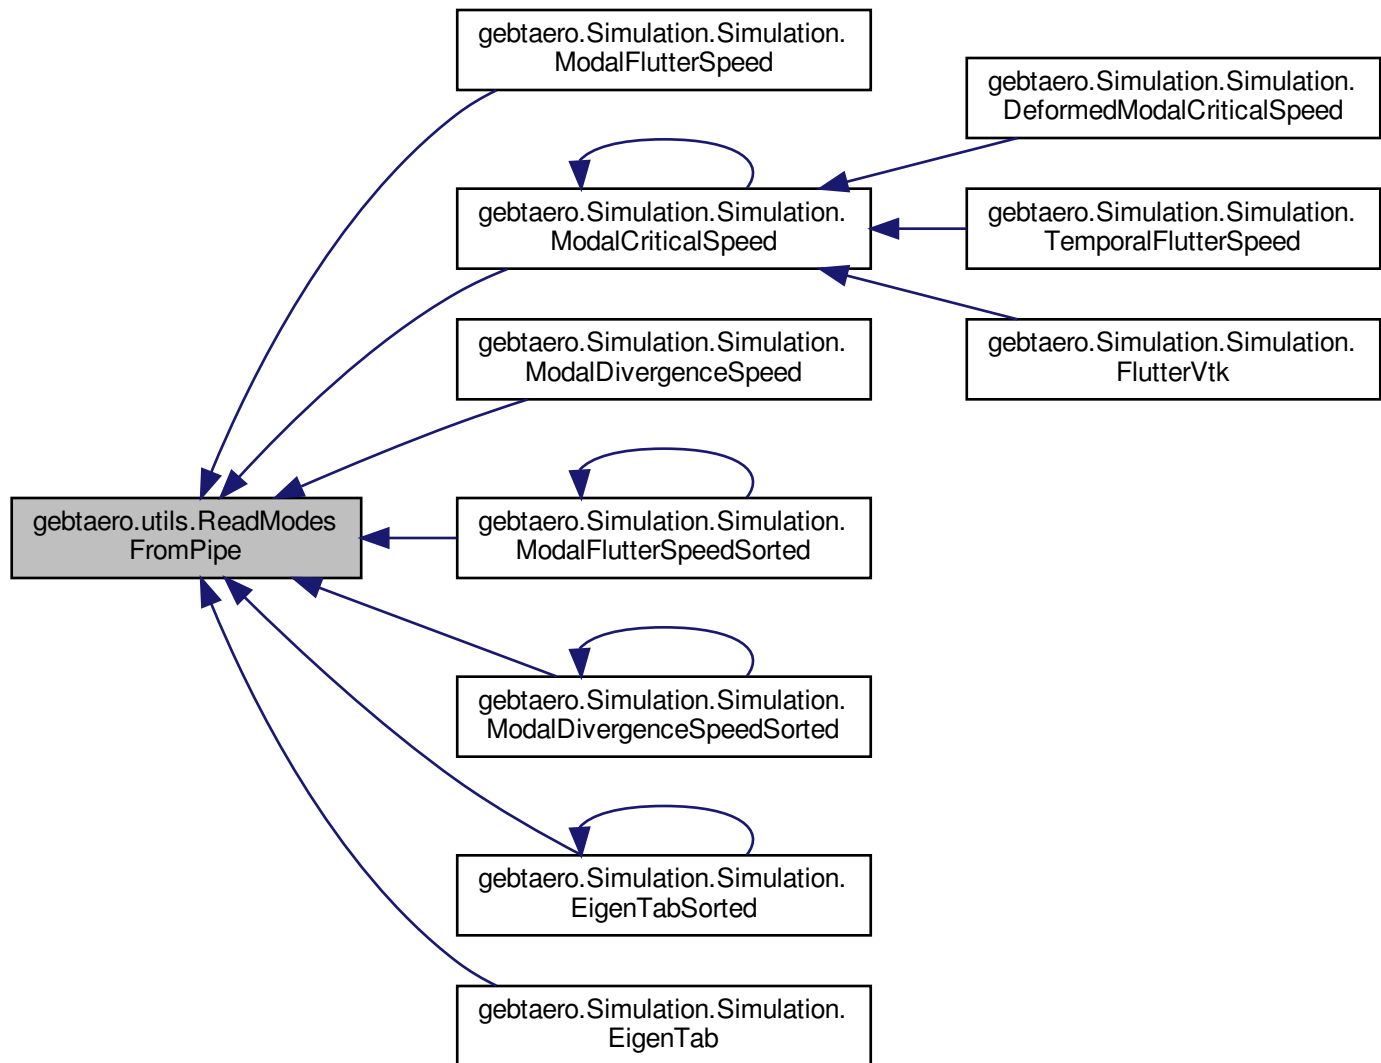 gebtaero.utils.ReadModes
FromPipe
gebtaero.Simulation.Simulation.
ModalFlutterSpeed
gebtaero.Simulation.Simulation.
ModalCriticalSpeed
gebtaero.Simulation.Simulation.
DeformedModalCriticalSpeed
gebtaero.Simulation.Simulation.
TemporalFlutterSpeed
gebtaero.Simulation.Simulation.
FlutterVtk
gebtaero.Simulation.Simulation.
ModalDivergenceSpeed
gebtaero.Simulation.Simulation.
ModalFlutterSpeedSorted
gebtaero.Simulation.Simulation.
ModalDivergenceSpeedSorted
gebtaero.Simulation.Simulation.
EigenTabSorted
gebtaero.Simulation.Simulation.
EigenTab